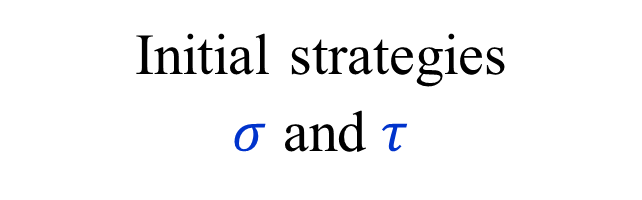 Initial strategies
σ and τ